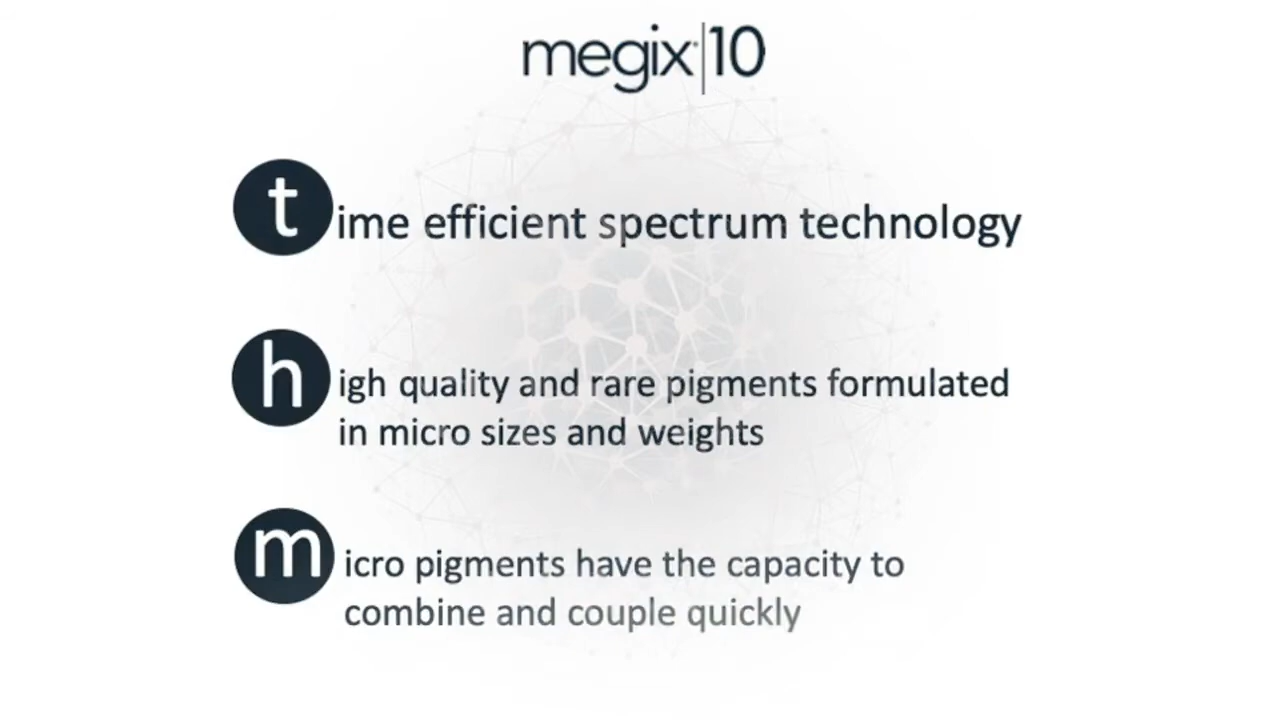 megix|10
time efficient spectrum technology
high quality and rare pigments formulated
in micro sizes and weights
micro pigments have the capacity to
combine and couple quickly